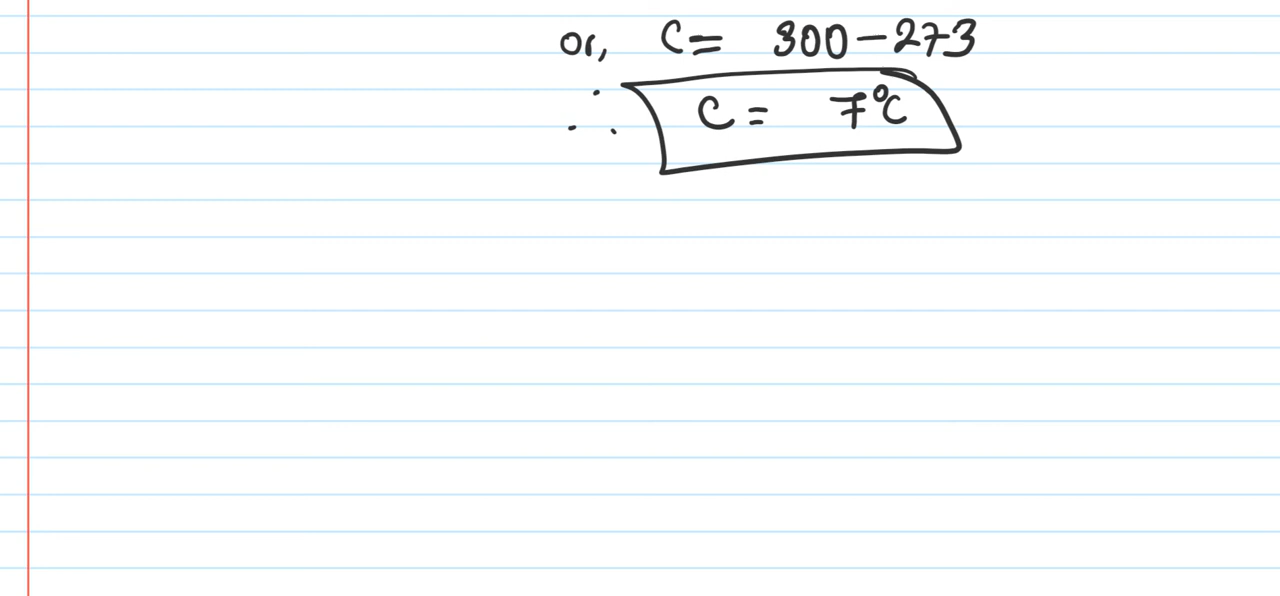 or, C = 300 - 273
∴ C = 7°C